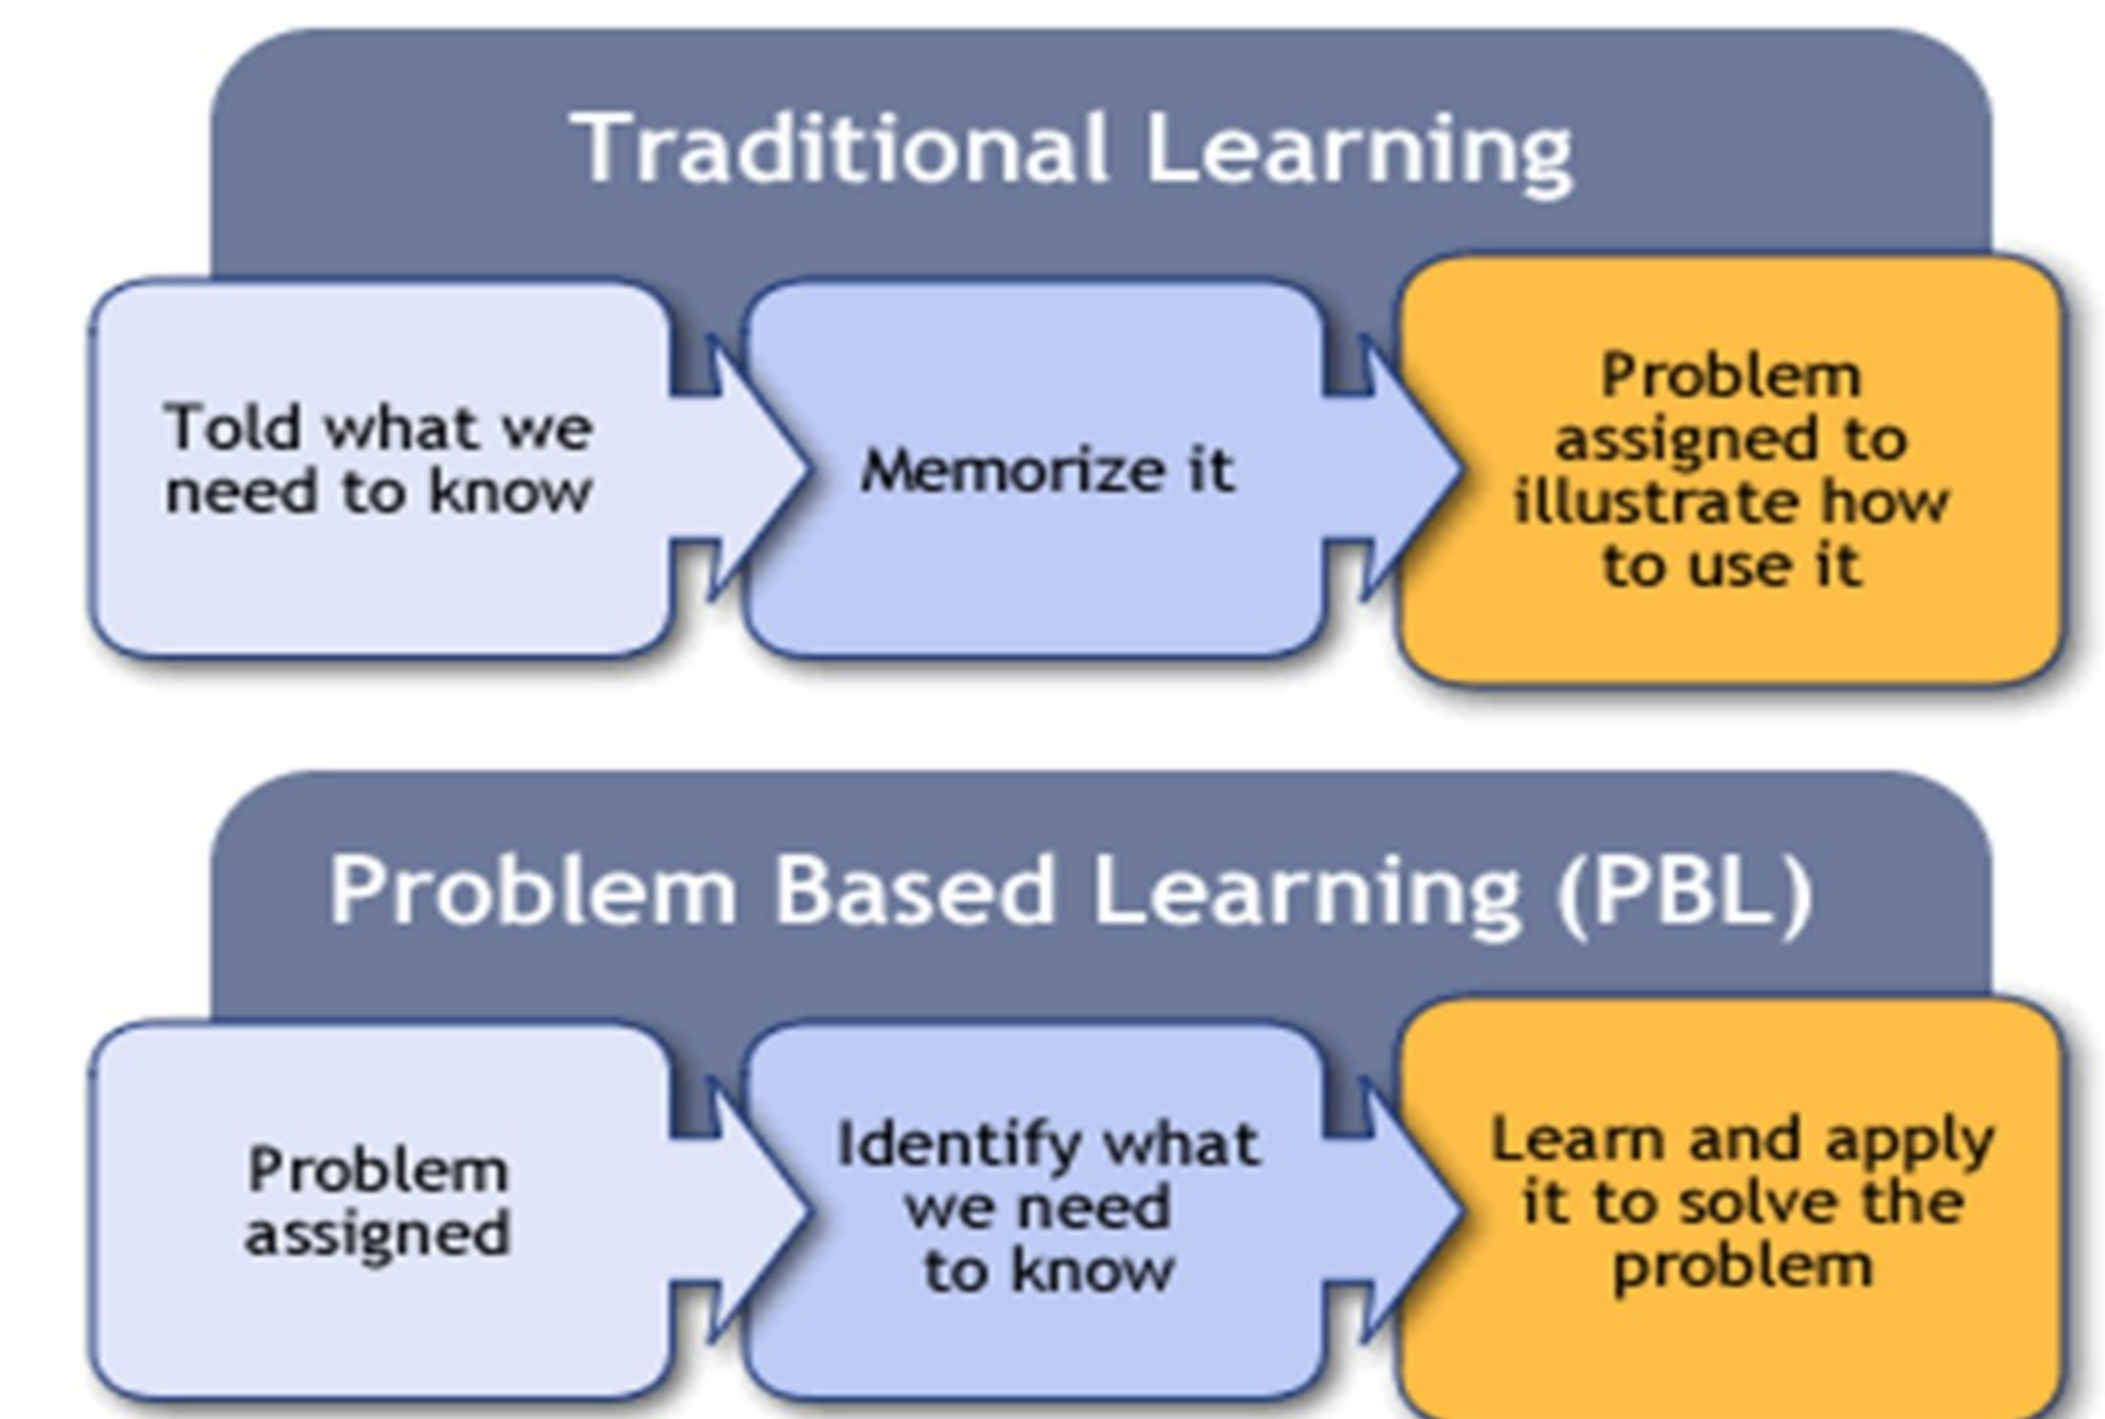 Traditional Learning
Told what we
need to know
Memorize it
Problem
assigned to
illustrate how
to use it
Problem Based Learning (PBL)
Problem
assigned
Identify what
we need
to know
Learn and apply
it to solve the
problem